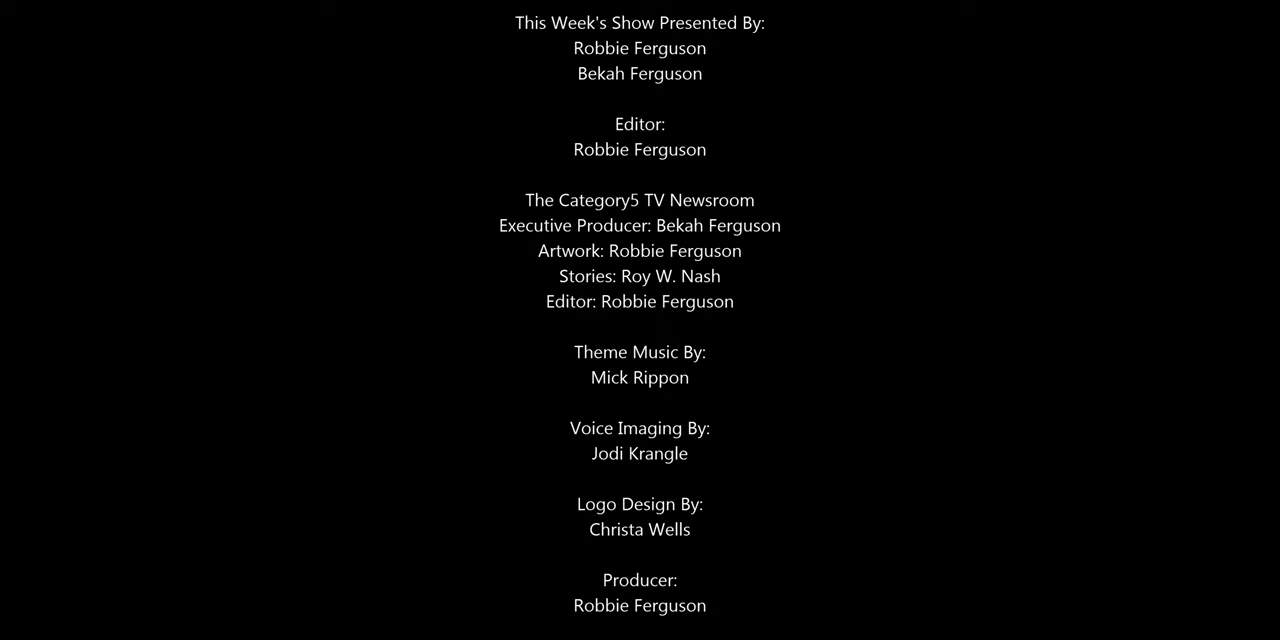 This Week's Show Presented By:
Robbie Ferguson
Bekah Ferguson
Editor:
Robbie Ferguson
The Category5 TV Newsroom
Executive Producer: Bekah Ferguson
Artwork: Robbie Ferguson
Stories: Roy W. Nash
Editor: Robbie Ferguson
Theme Music By:
Mick Rippon
Voice Imaging By:
Jodi Krangle
Logo Design By:
Christa Wells
Producer:
Robbie Ferguson